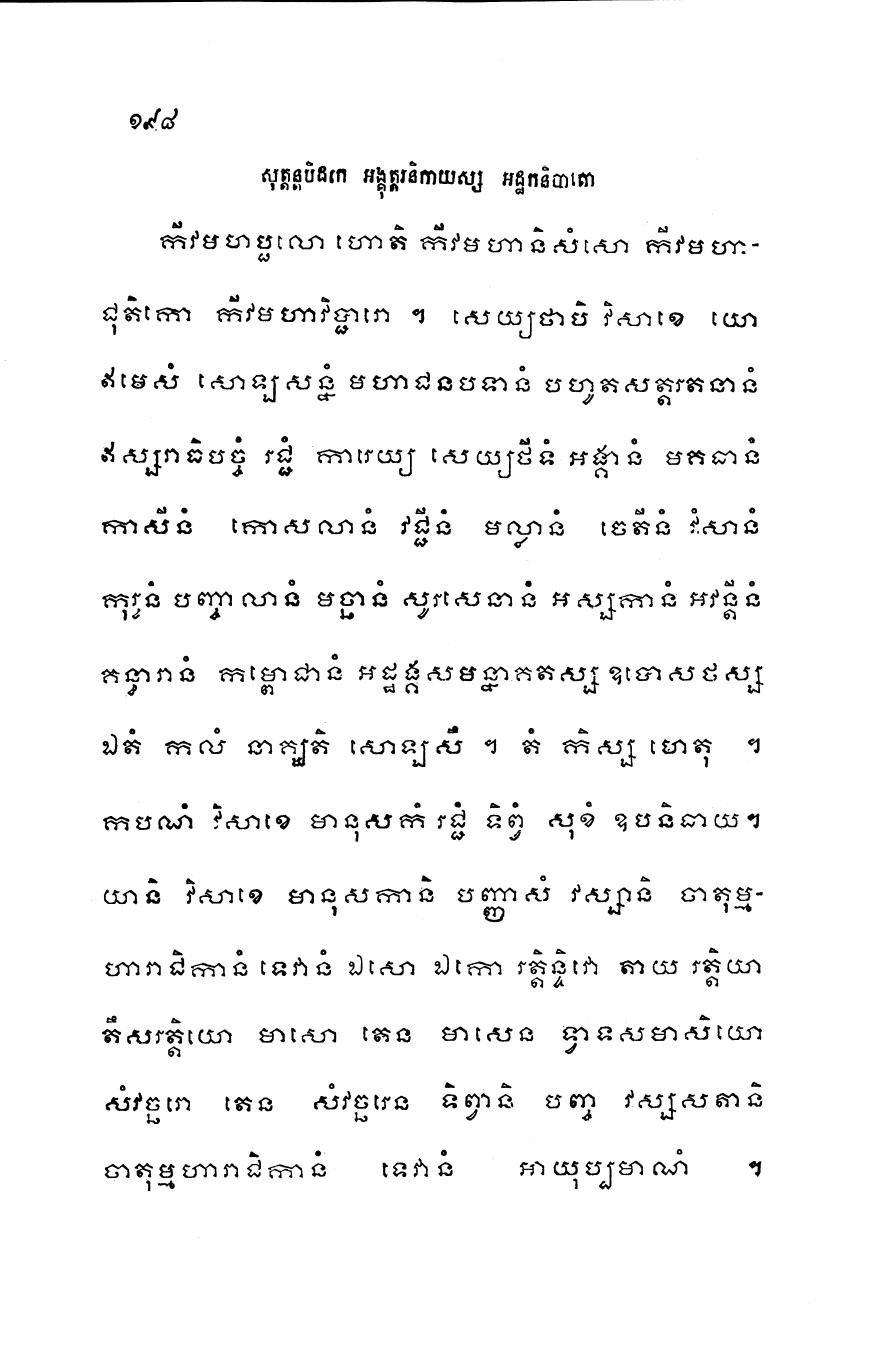 ១៩៨
សុត្តន្តបិដកេ អង្គុត្តរនិកាយស្ស អដ្ឋកនិបាតោ
កីវមហប្ផលោ ហោតិ កីវមហានិសំសោ កីវមហា-
ជុតិកោ កីវមហាវិប្ផារោ ។ សេយ្យថាបិ វិសាខេ យោ
ឥមេសំ សោឡសន្នំ មហាជនបទានំ បហូតសត្តរតនានំ
ឥស្សរាធិបច្ចំ រជ្ជំ ការេយ្យ សេយ្យថីទំ អង្គានំ មគធានំ
កាសីនំ កោសលានំ វជ្ជីនំ មល្លានំ ចេតីនំ វំសានំ
កុរូនំ បញ្ចាលានំ មច្ឆានំ សូរសេនានំ អស្សកានំ អវន្តីនំ
គន្ធារានំ កម្ពោជានំ អដ្ឋង្គសមន្នាគតស្ស ឧបោសថស្ស
ឯតំ កលំ នាគ្ឃតិ សោឡសឹ ។ តំ កិស្ស ហេតុ ។
កបណំ វិសាខេ មានុសកំ រជ្ជំ ទិព្វំ សុខំ ឧបនិធាយ។
យានិ វិសាខេ មានុសកានិ បញ្ញាសំ វស្សានិ ចាតុម្ម-
ហារាជិកានំ ទេវានំ ឯសោ ឯកោ រត្តិន្ទិវោ តាយ រត្តិយា
តឹសរត្តិយោ មាសោ តេន មាសេន ទ្វាទសមាសិយោ
សំវច្ឆរោ តេន សំវច្ឆរេន ទិព្វានិ បញ្ច វស្សសតានិ
ចាតុម្មហារាជិកានំ ទេវានំ អាយុប្បមាណំ ។